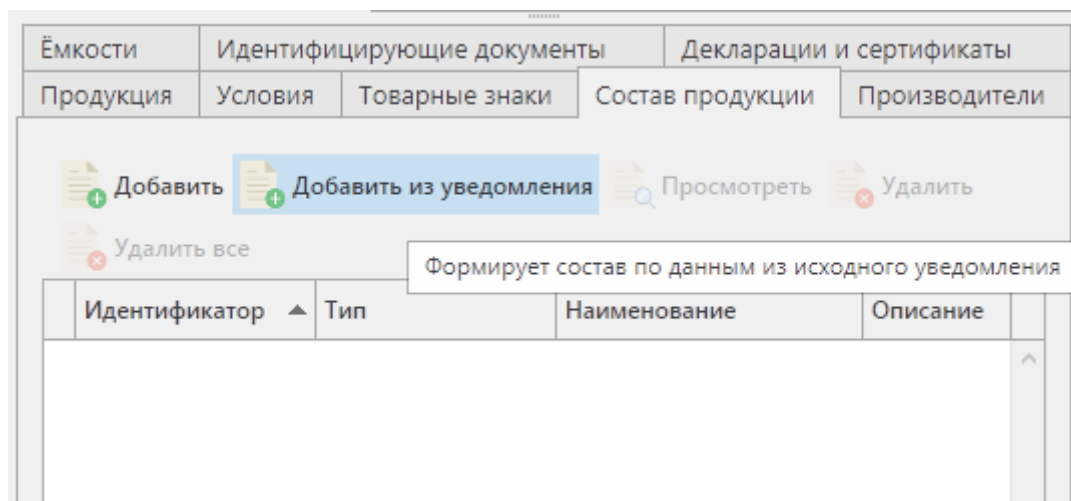 Ёмкости Идентифицирующие документы Декларации и сертификаты
Продукция Условия Товарные знаки Состав продукции Производители
Добавить Добавить из уведомления Просмотреть Удалить
Удалить все
Формирует состав по данным из исходного уведомления
Идентификатор Тип Наименование Описание